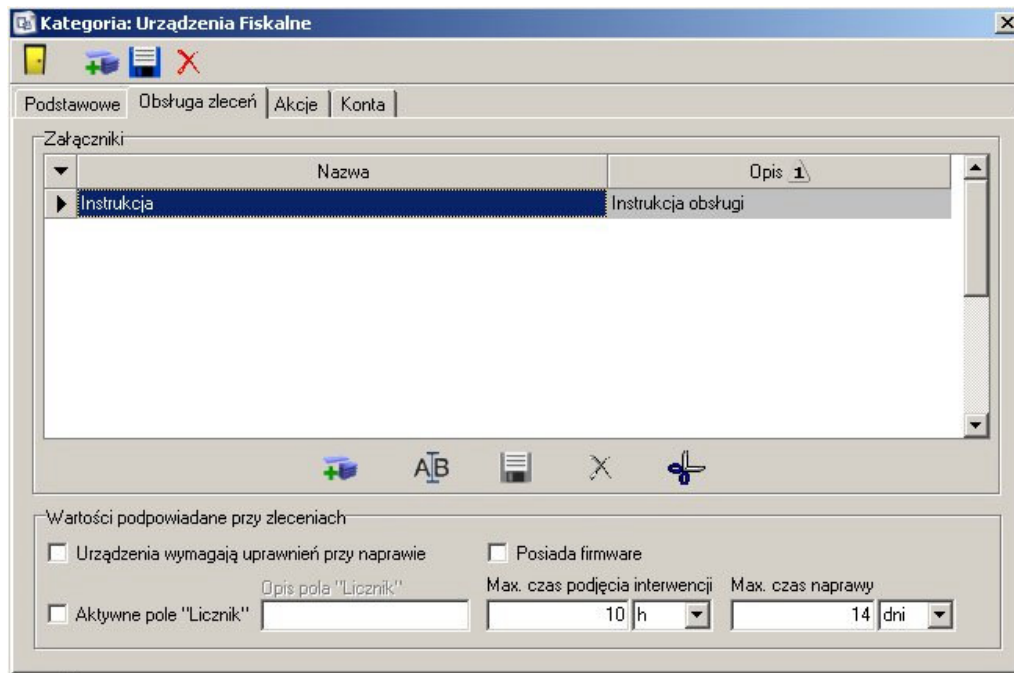 Kategoria: Urządzenia Fiskalne
Podstawowe Obsługa zleceń Akcje Konta
Załączniki
Nazwa Opis 1
Instrukcja Instrukcja obsługi
AB
Wartości podpowiadane przy zleceniach
Urządzenia wymagają uprawnień przy naprawie Posiada firmware
Opis pola "Licznik" Max. czas podjęcia interwencji Max. czas naprawy
Aktywne pole "Licznik" 10 h 14 dni